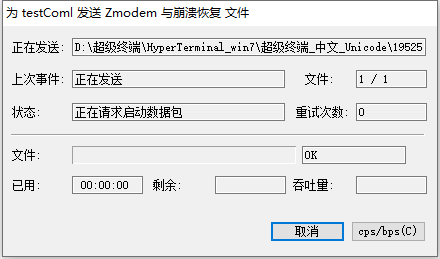 为 testComl 发送 Zmodem 与崩溃恢复 文件
正在发送: D:\超级终端\HyperTerminal_win7\超级终端_中文_Unicode\19525
上次事件: 正在发送 文件: 1 / 1
状态: 正在请求启动数据包 重试次数: 0
文件: OK
已用: 00:00:00 剩余: 吞吐量:
取消 cps/bps(C)